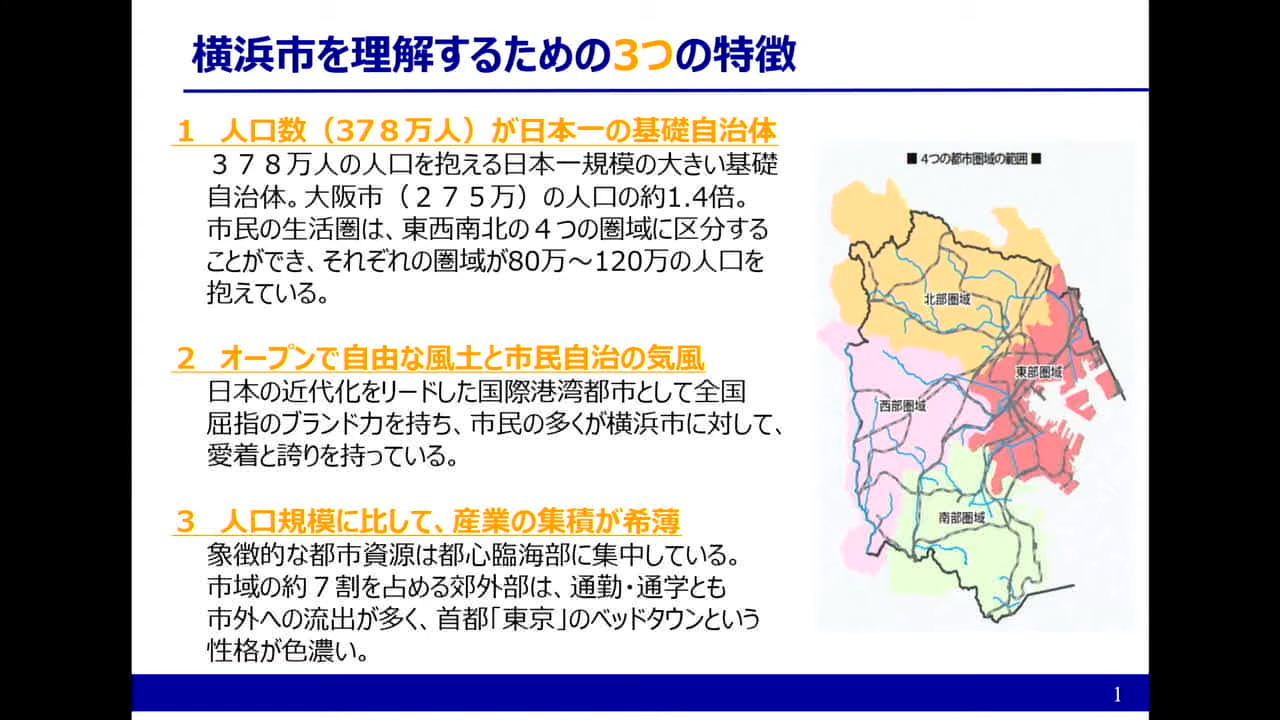 横浜市を理解するための3つの特徴
1　人口数（37８万人）が日本一の基礎自治体
３７８万人の人口を抱える日本一規模の大きい基礎
自治体。大阪市（２７５万）の人口の約1.4倍。
市民の生活圏は、東西南北の４つの圏域に区分する
ことができ、それぞれの圏域が80万～120万の人口を
抱えている。
2　オープンで自由な風土と市民自治の気風
日本の近代化をリードした国際港湾都市として全国
屈指のブランド力を持ち、市民の多くが横浜市に対して、
愛着と誇りを持っている。
3　人口規模に比して、産業の集積が希薄
象徴的な都市資源は都心臨海部に集中している。
市域の約７割を占める郊外部は、通勤・通学とも
市外への流出が多く、首都「東京」のベッドタウンという
性格が色濃い。
■ 4つの都市圏域の範囲 ■
北部圏域
東部圏域
西部圏域
南部圏域
1